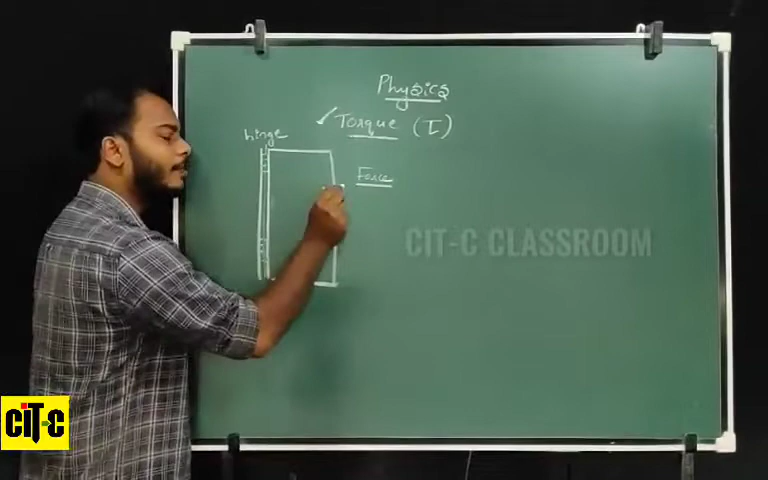 Physics
Torque (τ)
hinge
Force
CIT-C CLASSROOM
CiT-C